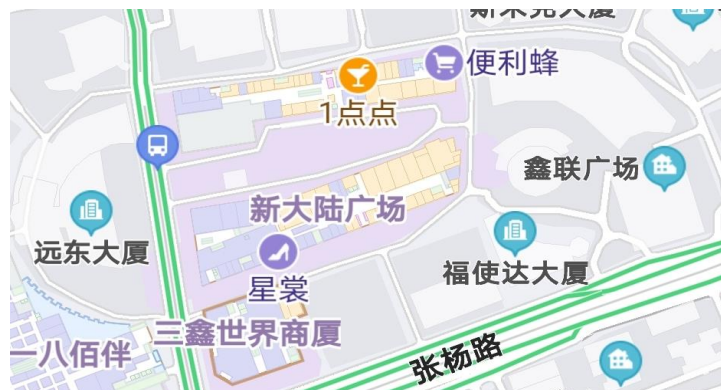 便利蜂
1点点
鑫联广场
新大陆广场
远东大厦
福使达大厦
星裳
三鑫世界商厦
一八佰伴
张杨路